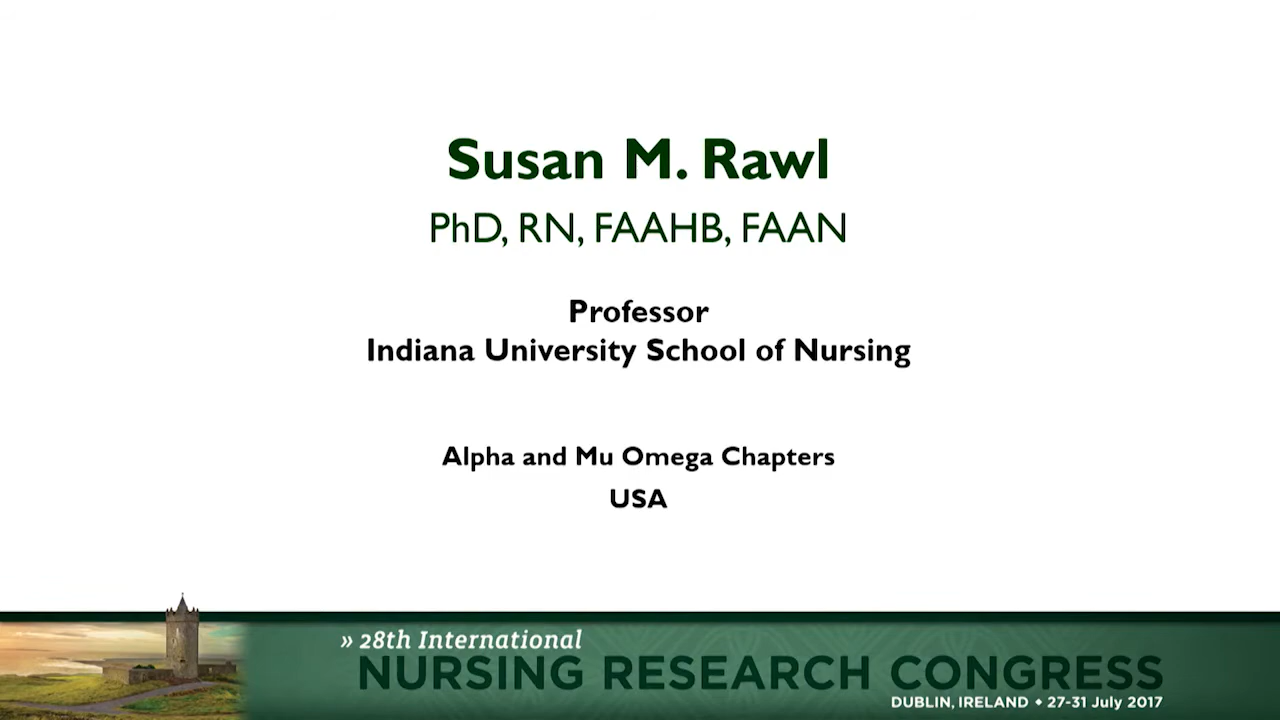 Susan M. Rawl
PhD, RN, FAAHB, FAAN
Professor
Indiana University School of Nursing
Alpha and Mu Omega Chapters
USA
» 28th International
NURSING RESEARCH CONGRESS
DUBLIN, IRELAND • 27-31 July 2017